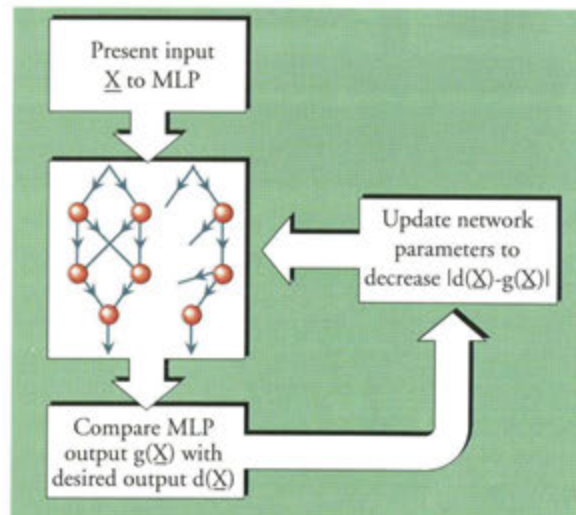 Present input
X to MLP
Compare MLP
output g(X) with
desired output d(X)
Update network
parameters to
decrease |d(X)-g(X)|